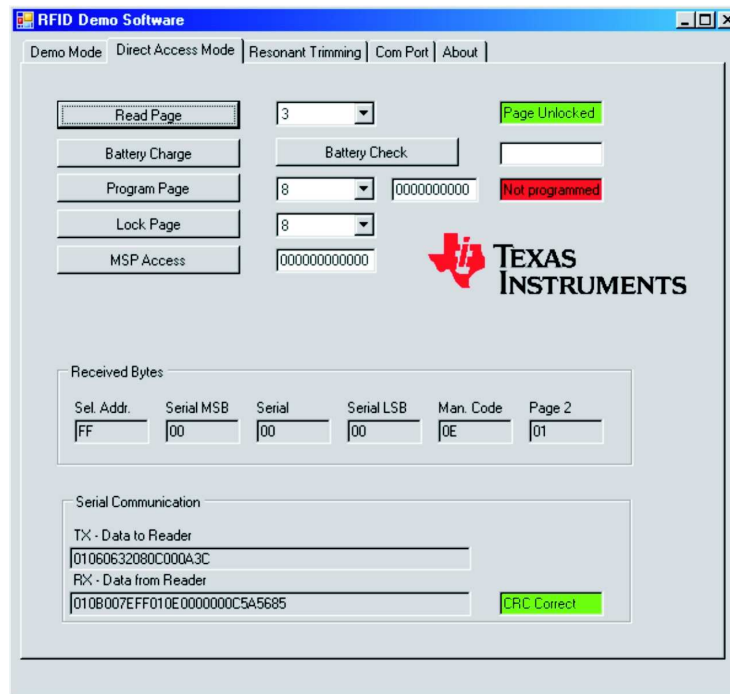 RFID Demo Software
Demo Mode Direct Access Mode Resonant Trimming Com Port About
Read Page 3 Page Unlocked
Battery Charge Battery Check
Program Page 8 0000000000 Not programmed
Lock Page 8
MSP Access 000000000000
TEXAS
INSTRUMENTS
Received Bytes
Sel. Addr. Serial MSB Serial Serial LSB Man. Code Page 2
FF 00 00 00 0E 01
Serial Communication
TX - Data to Reader
01060632080C000A3C
RX - Data from Reader
010B007EFF010E0000000C5A5685 CRC Correct